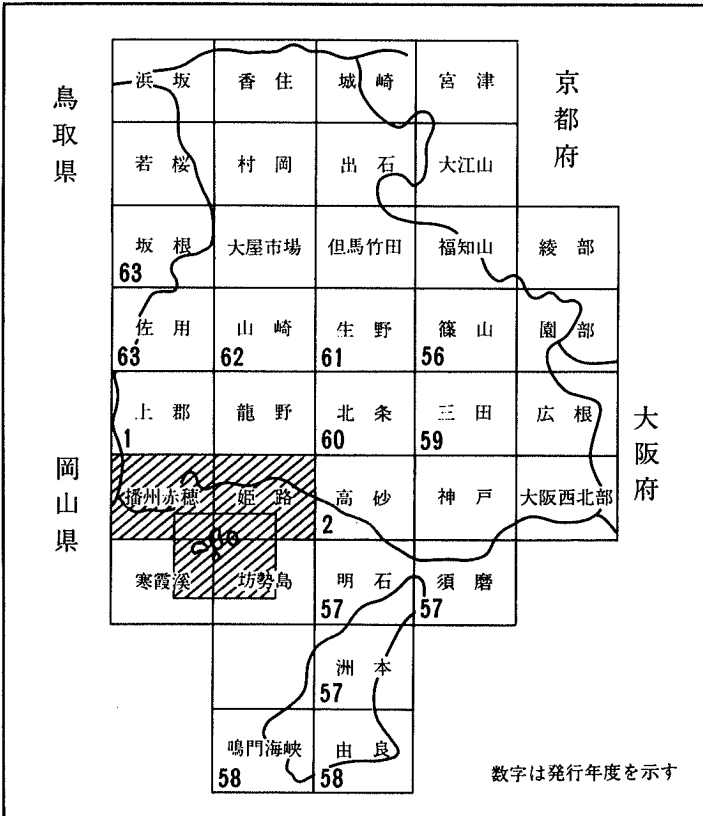 鳥取県
京都府
浜坂 香住 城崎 宮津
若桜 村岡 出石 大江山
坂根 大屋市場 但馬竹田 福知山 綾部
63
佐用 山崎 生野 篠山 園部
63 62 61 56
上郡 龍野 北条 三田 広根
1 60 59
岡山県
大阪府
播州赤穂 姫路 高砂 神戸 大阪西北部
2
寒霞渓 坊勢島 明石 須磨
57 57
洲本
57
鳴門海峡 由良
58 58
数字は発行年度を示す